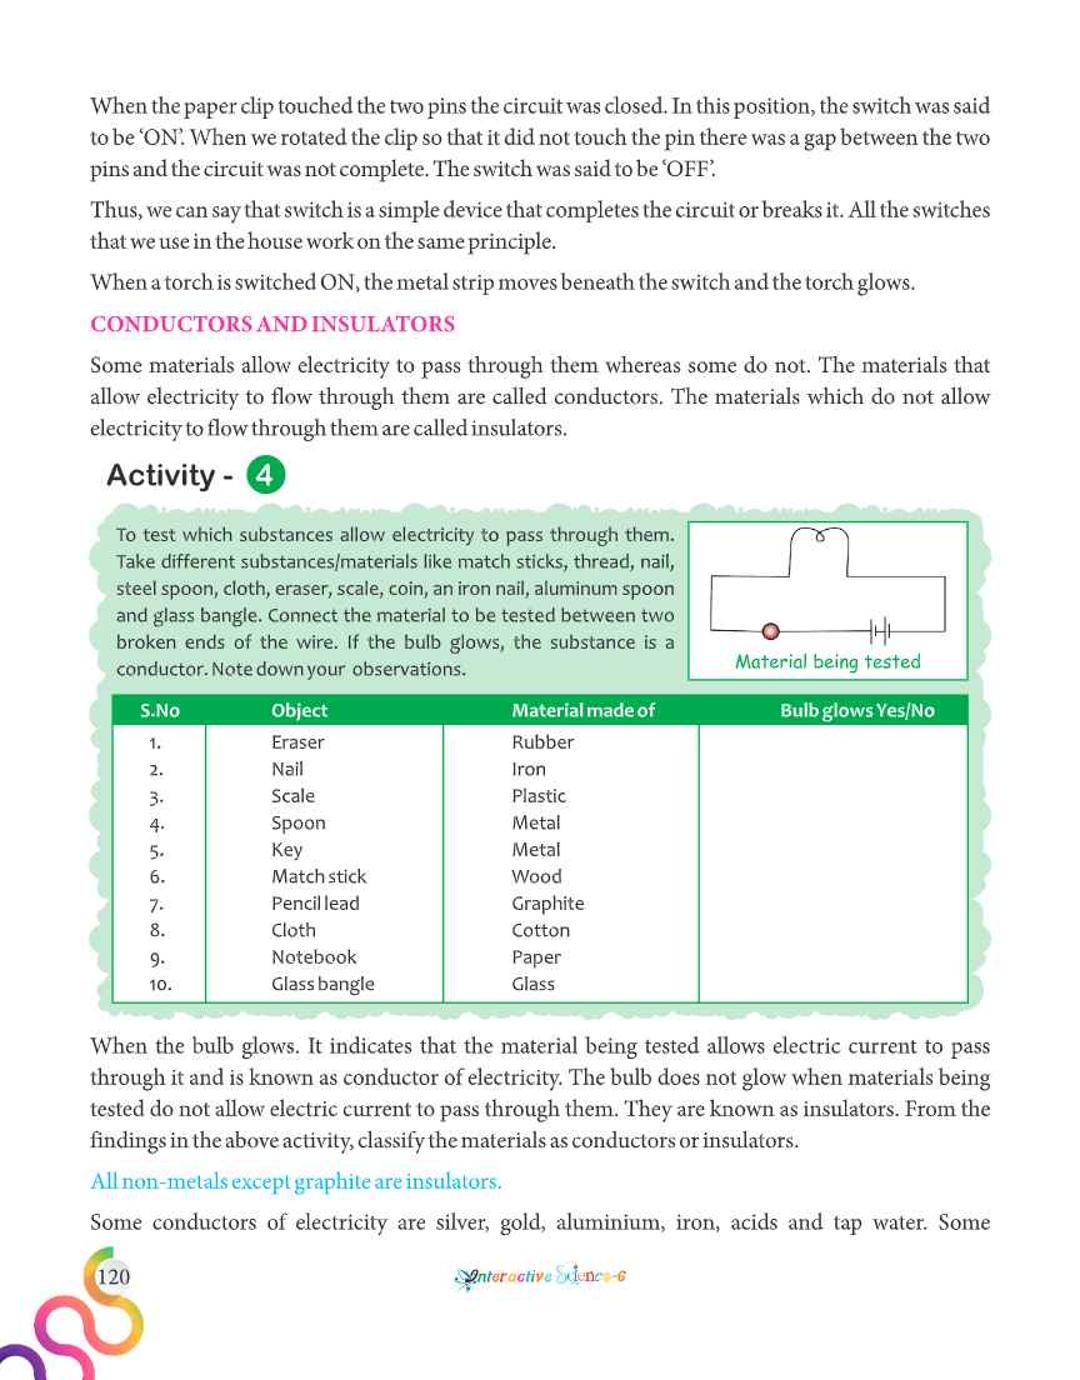 When the paper clip touched the two pins the circuit was closed. In this position, the switch was said
to be ‘ON’. When we rotated the clip so that it did not touch the pin there was a gap between the two
pins and the circuit was not complete. The switch was said to be ‘OFF’.
Thus, we can say that switch is a simple device that completes the circuit or breaks it. All the switches
that we use in the house work on the same principle.
When a torch is switched ON, the metal strip moves beneath the switch and the torch glows.
CONDUCTORS AND INSULATORS
Some materials allow electricity to pass through them whereas some do not. The materials that
allow electricity to flow through them are called conductors. The materials which do not allow
electricity to flow through them are called insulators.
Activity - 4
To test which substances allow electricity to pass through them.
Take different substances/materials like match sticks, thread, nail,
steel spoon, cloth, eraser, scale, coin, an iron nail, aluminum spoon
and glass bangle. Connect the material to be tested between two
broken ends of the wire. If the bulb glows, the substance is a
conductor. Note down your observations.
Material being tested
S.No Object Material made of Bulb glows Yes/No
1. Eraser Rubber
2. Nail Iron
3. Scale Plastic
4. Spoon Metal
5. Key Metal
6. Match stick Wood
7. Pencil lead Graphite
8. Cloth Cotton
9. Notebook Paper
10. Glass bangle Glass
When the bulb glows. It indicates that the material being tested allows electric current to pass
through it and is known as conductor of electricity. The bulb does not glow when materials being
tested do not allow electric current to pass through them. They are known as insulators. From the
findings in the above activity, classify the materials as conductors or insulators.
All non-metals except graphite are insulators.
Some conductors of electricity are silver, gold, aluminium, iron, acids and tap water. Some
120
Interactive Science-6